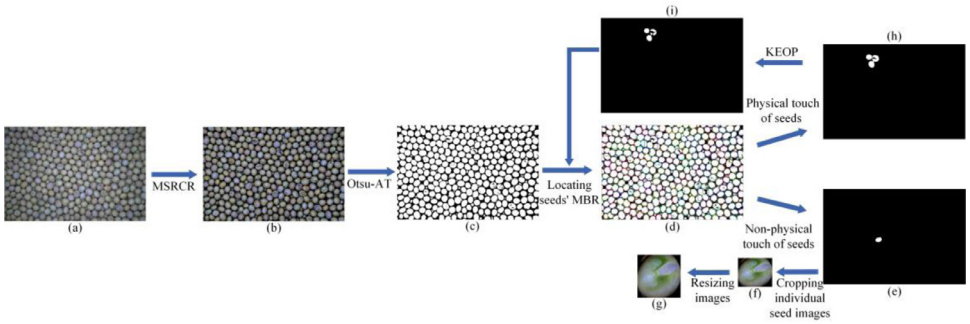 (i)
(h)
KEOP
Physical touch
of seeds
MSRCR
Otsu-AT
Locating
seeds' MBR
(a)
(b)
(c)
(d)
Non-physical
touch of seeds
Resizing
images
Cropping
individual
seed images
(g)
(f)
(e)